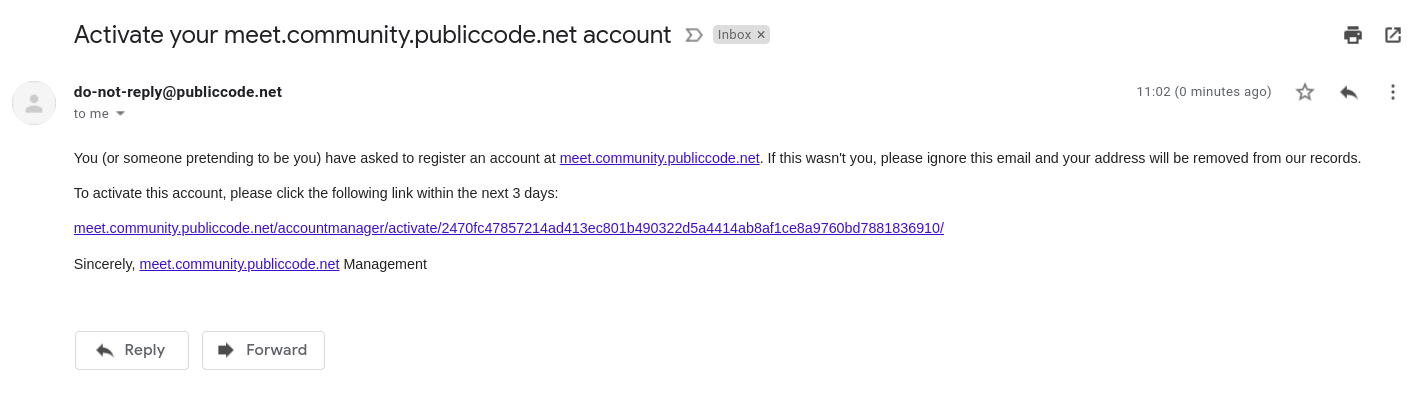 Activate your meet.community.publiccode.net account Inbox ×
do-not-reply@publiccode.net 11:02 (0 minutes ago)
to me
You (or someone pretending to be you) have asked to register an account at meet.community.publiccode.net. If this wasn't you, please ignore this email and your address will be removed from our records.
To activate this account, please click the following link within the next 3 days:
meet.community.publiccode.net/accountmanager/activate/2470fc47857214ad413ec801b490322d5a4414ab8af1ce8a9760bd7881836910/
Sincerely, meet.community.publiccode.net Management
Reply Forward